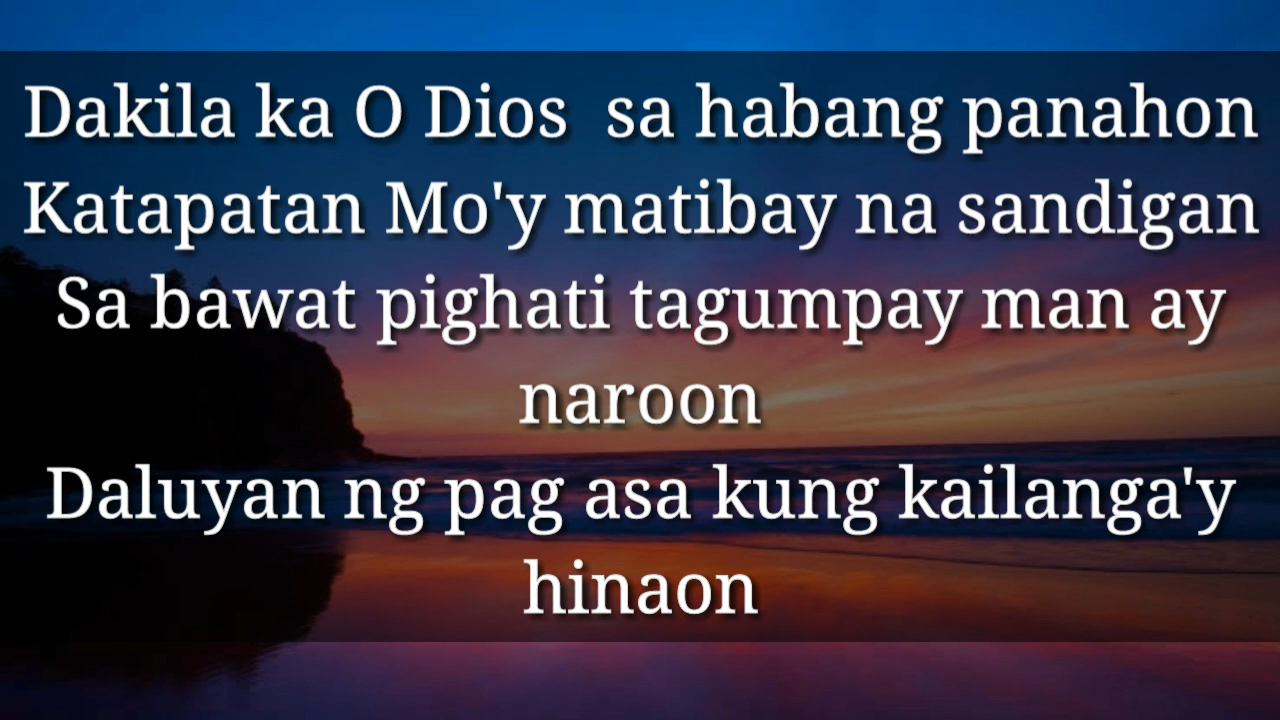 Dakila ka O Dios  sa habang panahon
Katapatan Mo'y matibay na sandigan
Sa bawat pighati tagumpay man ay
naroon
Daluyan ng pag asa kung kailanga'y
hinaon